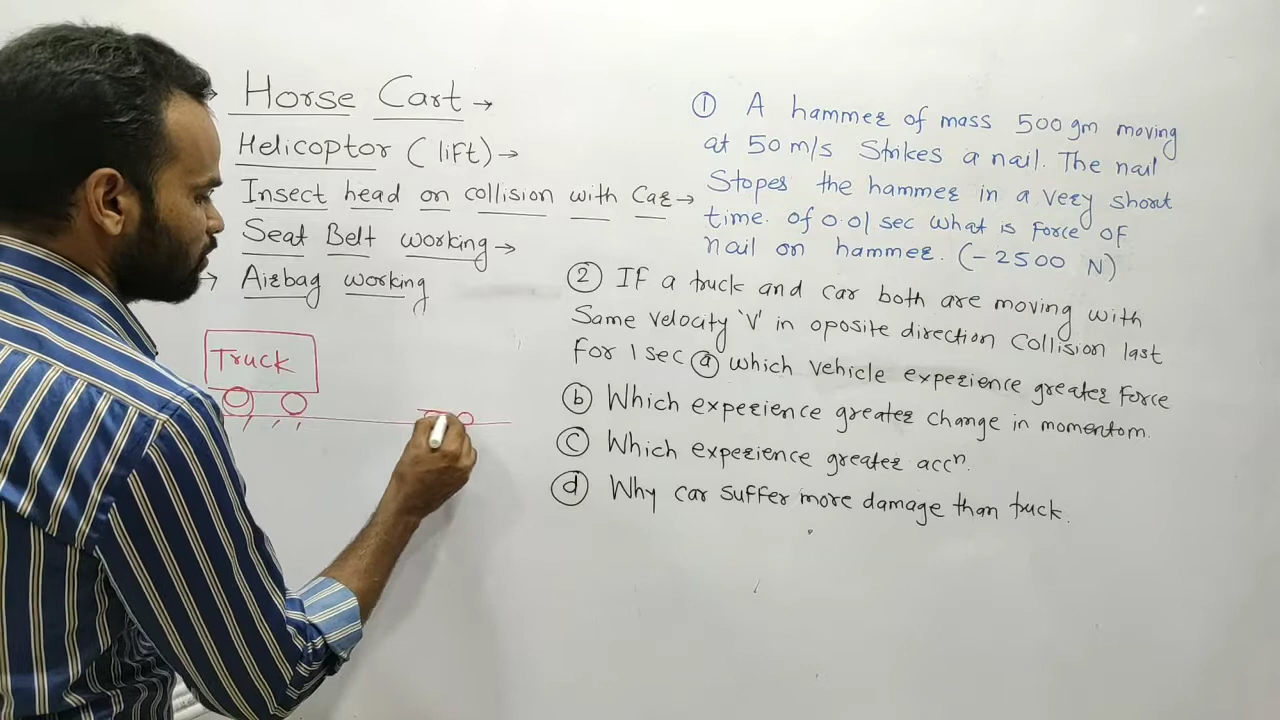 Horse Cart →
Helicoptor (lift) →
Insect head on collision with Car →
Seat Belt working →
→ Airbag working
Truck
① A hammer of mass 500 gm moving
at 50 m/s Strikes a nail. The nail
Stopes the hammer in a very short
time. of 0.01 sec what is force of
nail on hammer. (-2500 N)
② If a truck and car both are moving with
Same velocity 'V' in oposite direction Collision last
for 1 sec ⓐ which vehicle experience greater force
ⓑ Which experience greater change in momentom.
ⓒ Which experience greater accⁿ.
ⓓ Why car suffer more damage than truck.